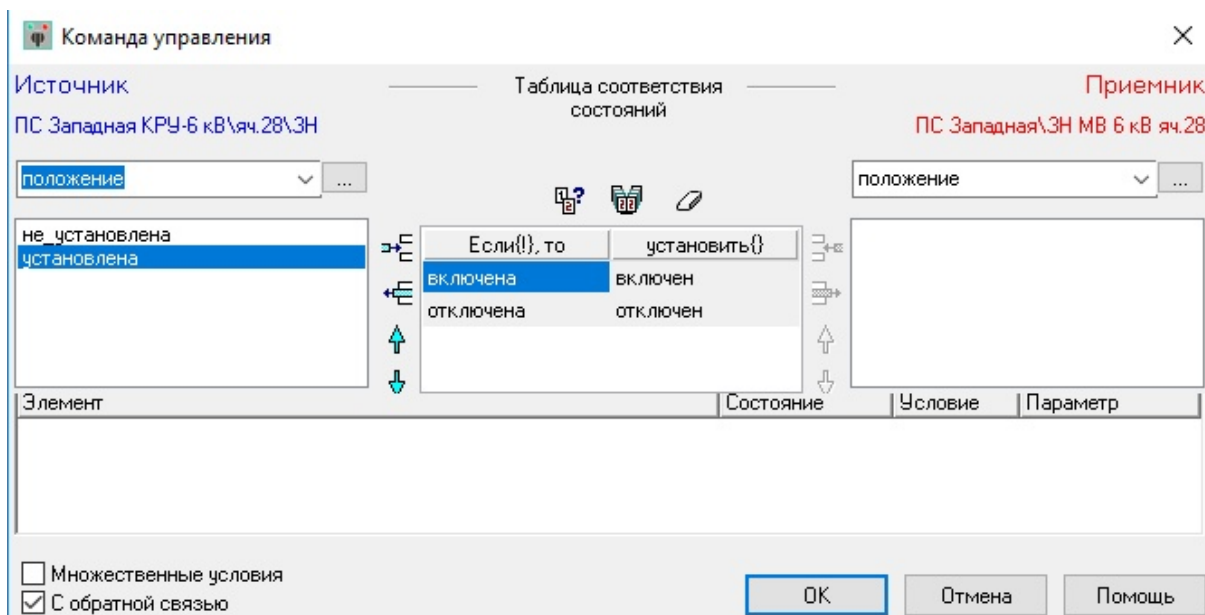 Команда управления
Источник
Таблица соответствия
состояний
Приемник
ПС Западная КРУ-6 кВ\яч.28\ЗН
ПС Западная\ЗН МВ 6 кВ яч.28
положение
...
положение
...
не_установлена
установлена
Если{!}, то
установить{}
включена
включен
отключена
отключен
Элемент
Состояние
Условие
Параметр
Множественные условия
С обратной связью
OK
Отмена
Помощь